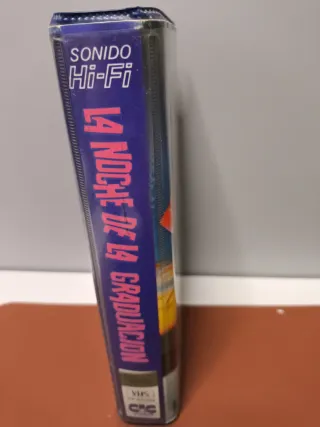 SONIDO
Hi-Fi
LA NOCHE DE LA GRADUACION
VHS
CIC